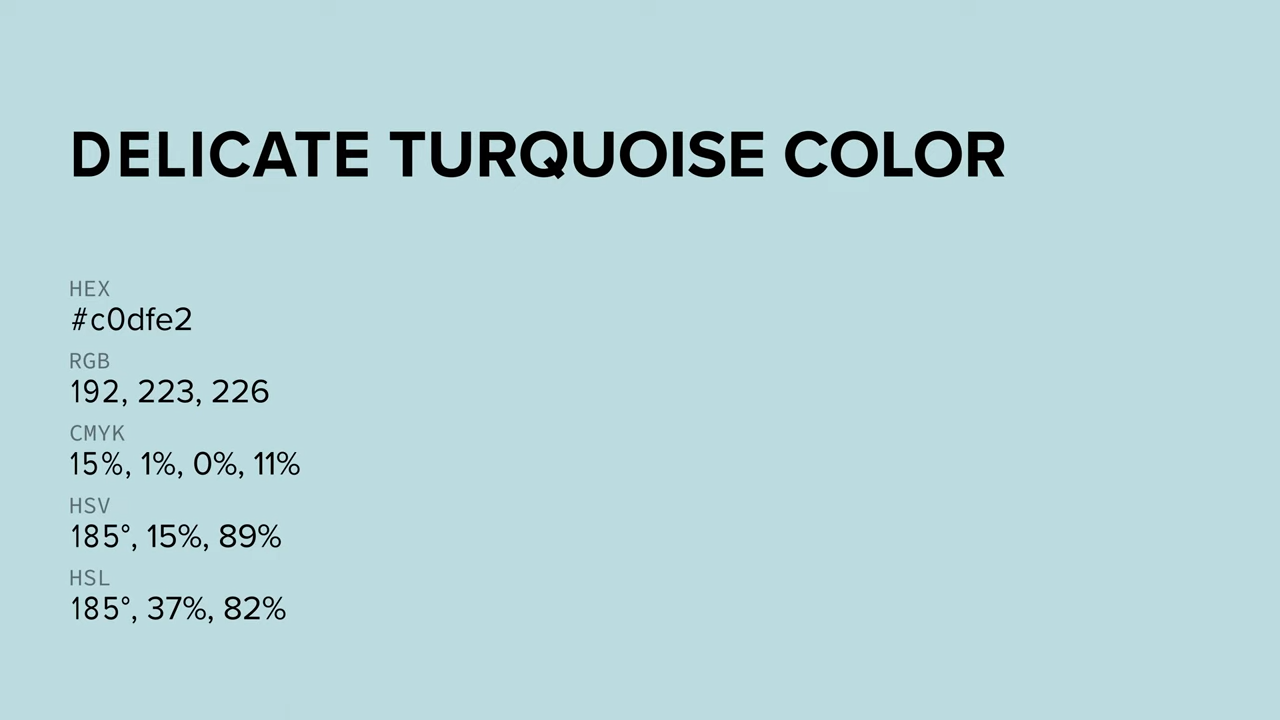 DELICATE TURQUOISE COLOR
HEX
#c0dfe2
RGB
192, 223, 226
CMYK
15%, 1%, 0%, 11%
HSV
185°, 15%, 89%
HSL
185°, 37%, 82%